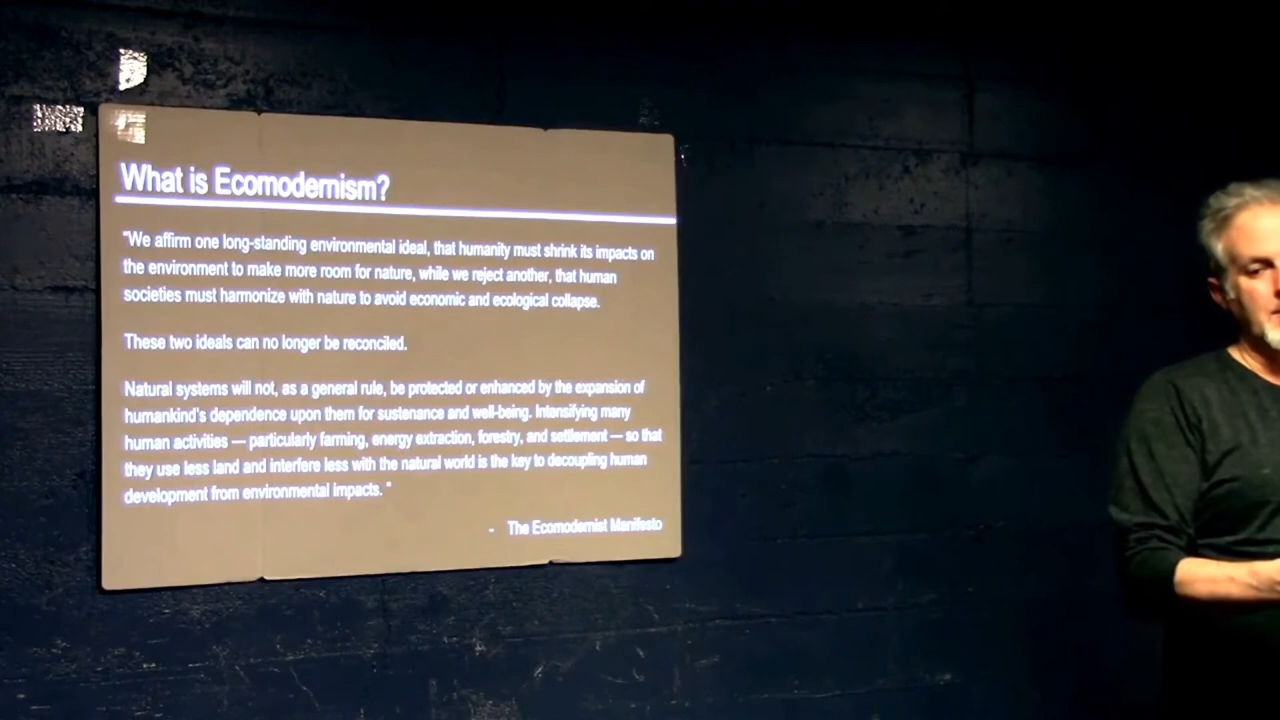 What is Ecomodernism?
"We affirm one long-standing environmental ideal, that humanity must shrink its impacts on
the environment to make more room for nature, while we reject another, that human
societies must harmonize with nature to avoid economic and ecological collapse.
These two ideals can no longer be reconciled.
Natural systems will not, as a general rule, be protected or enhanced by the expansion of
humankind's dependence upon them for sustenance and well-being. Intensifying many
human activities — particularly farming, energy extraction, forestry, and settlement — so that
they use less land and interfere less with the natural world is the key to decoupling human
development from environmental impacts. "
- The Ecomodernist Manifesto